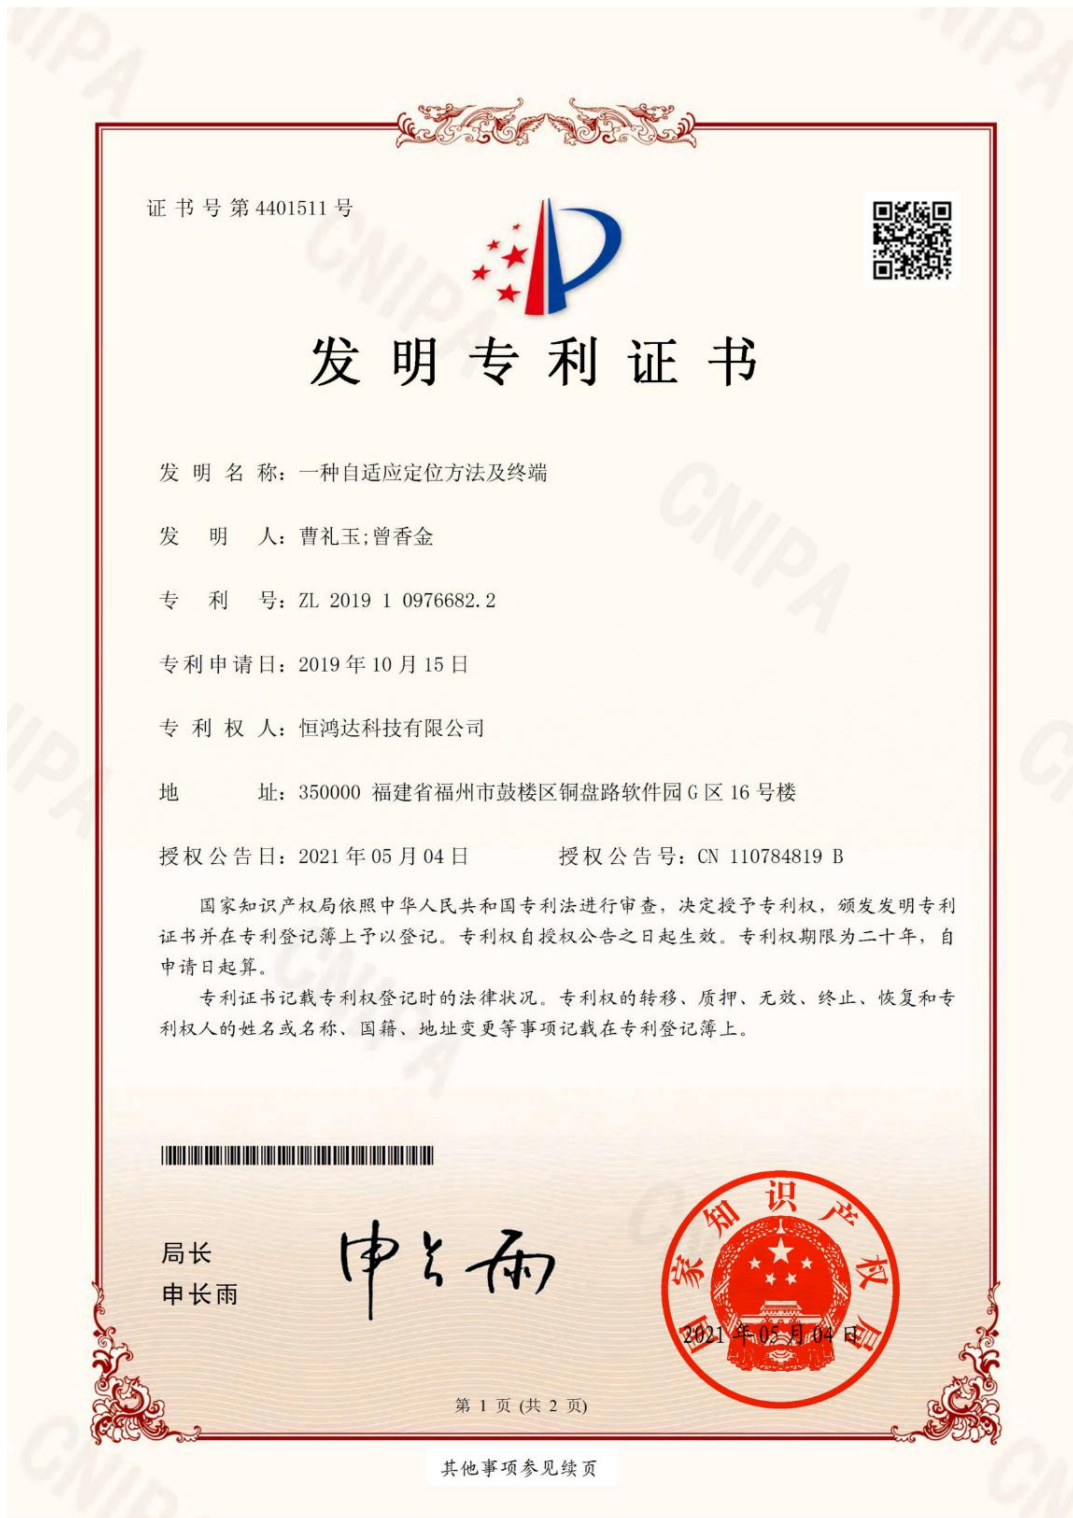 证书号第4401511号
发明专利证书
发明名称：一种自适应定位方法及终端
发明人：曹礼玉;曾香金
专利号：ZL 2019 1 0976682.2
专利申请日：2019年10月15日
专利权人：恒鸿达科技有限公司
地址：350000 福建省福州市鼓楼区铜盘路软件园G区16号楼
授权公告日：2021年05月04日 授权公告号：CN 110784819 B
国家知识产权局依照中华人民共和国专利法进行审查，决定授予专利权，颁发发明专利
证书并在专利登记簿上予以登记。专利权自授权公告之日起生效。专利权期限为二十年，自
申请日起算。
专利证书记载专利权登记时的法律状况。专利权的转移、质押、无效、终止、恢复和专
利权人的姓名或名称、国籍、地址变更等事项记载在专利登记簿上。
局长
申长雨
申长雨
国家知识产权局
2021年05月04日
第 1 页 (共 2 页)
其他事项参见续页
CNIPA
CNIPA
CNIPA
CNIPA